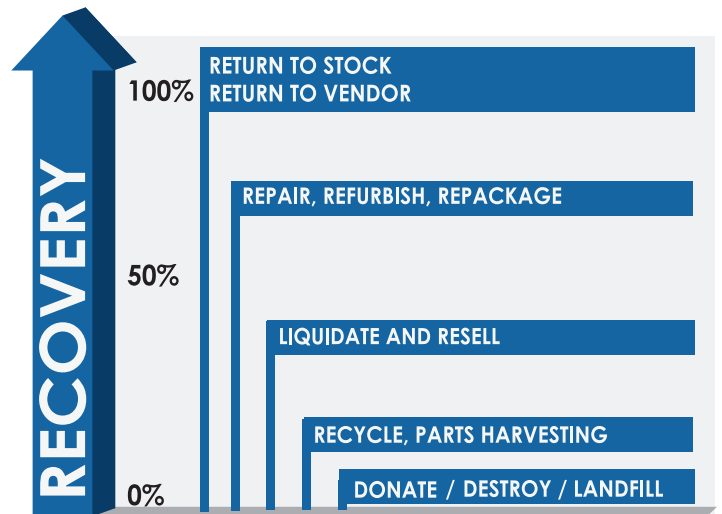 RECOVERY
100%
RETURN TO STOCK
RETURN TO VENDOR
REPAIR, REFURBISH, REPACKAGE
50%
LIQUIDATE AND RESELL
RECYCLE, PARTS HARVESTING
0%
DONATE / DESTROY / LANDFILL